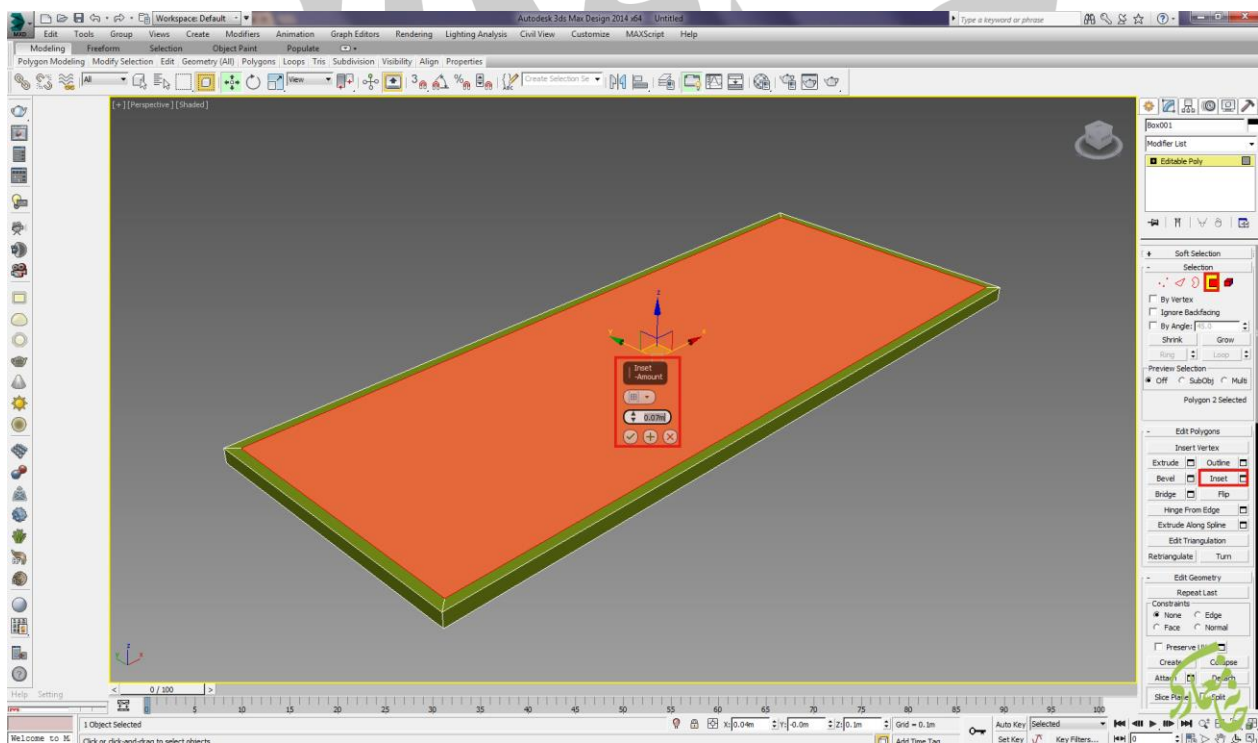 Workspace: Default
Autodesk 3ds Max Design 2014 x64 Untitled
Type a keyword or phrase
MXD
Edit Tools Group Views Create Modifiers Animation Graph Editors Rendering Lighting Analysis Civil View Customize MAXScript Help
Modeling Freeform Selection Object Paint Populate
Polygon Modeling Modify Selection Edit Geometry (All) Polygons Loops Tris Subdivision Visibility Align Properties
All
View
3
Create Selection Se
[+] [Perspective] [Shaded]
Box001
Modifier List
Editable Poly
+ Soft Selection
- Selection
By Vertex
Ignore Backfacing
By Angle: 45.0
Shrink Grow
Ring Loop
Preview Selection
Off SubObj Multi
Polygon 2 Selected
z
y x
Inset
-Amount
0.07m
- Edit Polygons
Insert Vertex
Extrude Outline
Bevel Inset
Bridge Flip
Hinge From Edge
Extrude Along Spline
Edit Triangulation
Retriangulate Turn
- Edit Geometry
Repeat Last
Constraints
None Edge
Face Normal
Preserve
Create Collapse
Attach Detach
Slice Plane Split
z
y x
Help Setting
< 0 / 100 >
0 5 10 15 20 25 30 35 40 45 50 55 60 65 70 75 80 85 90 95 100
1 Object Selected
X: 0.04m Y: -0.0m Z: 0.1m Grid = 0.1m
Auto Key Selected
Welcome to M
Click or click-and-drag to select objects
Add Time Tag
Set Key Key Filters...
0